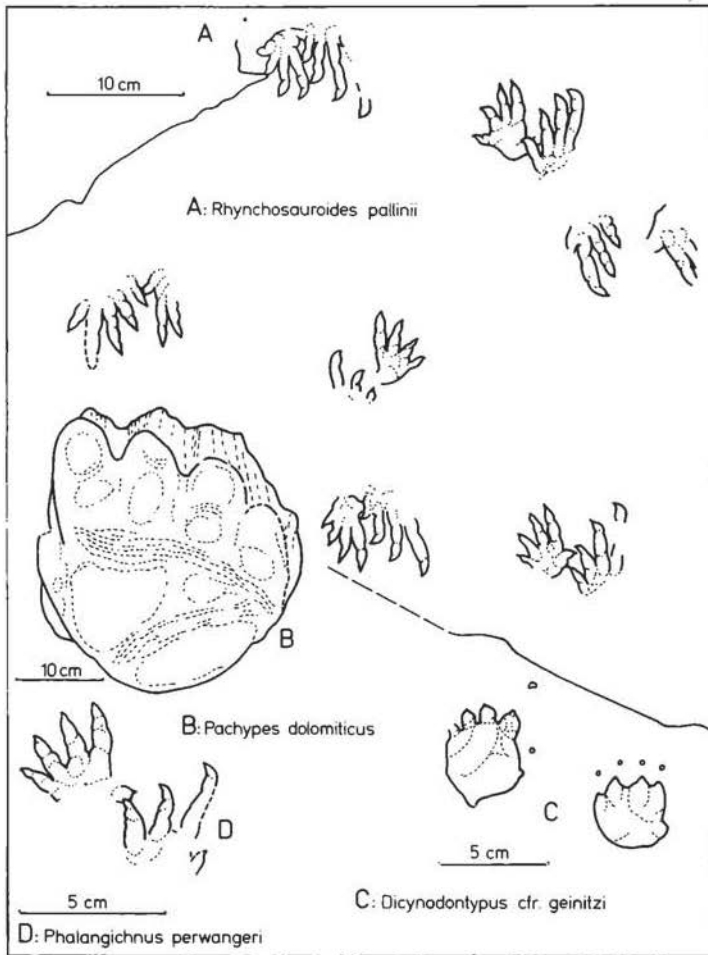 A
10 cm
A: Rhynchosauroides pallinii
B
10 cm
B: Pachypes dolomiticus
D
C
5 cm
5 cm
C: Dicynodontypus cfr. geinitzi
D: Phalangichnus perwangeri